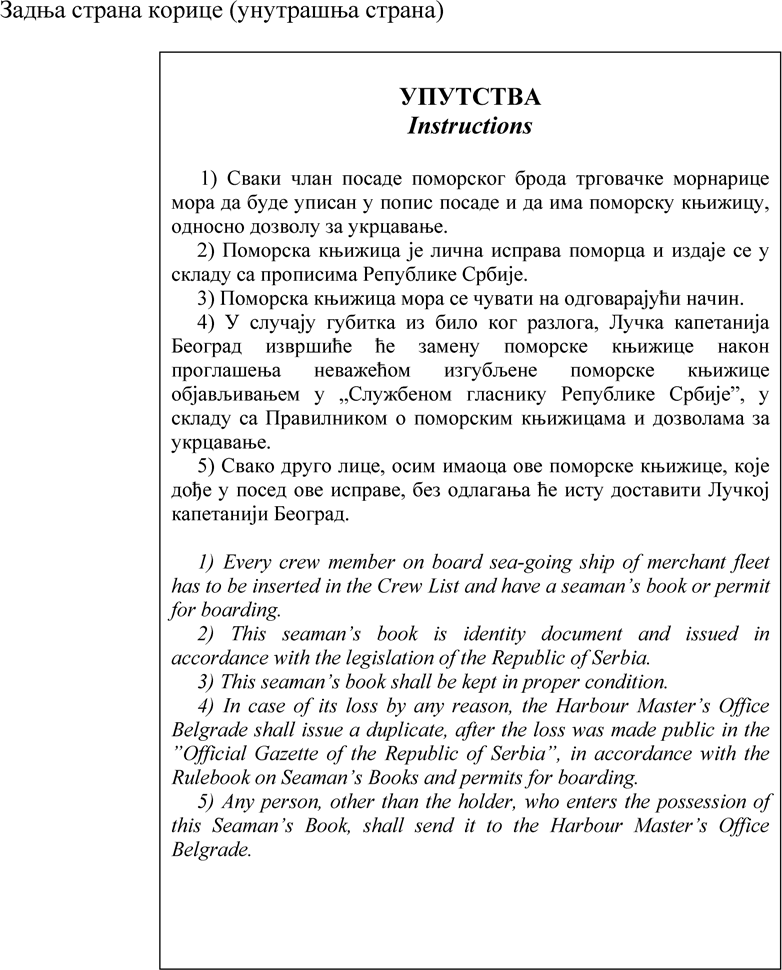 Задња страна корице (унутрашња страна)
УПУТСТВА
Instructions
1) Сваки члан посаде поморског брода трговачке морнарице
мора да буде уписан у попис посаде и да има поморску књижицу,
односно дозволу за укрцавање.
2) Поморска књижица је лична исправа поморца и издаје се у
складу са прописима Републике Србије.
3) Поморска књижица мора се чувати на одговарајући начин.
4) У случају губитка из било ког разлога, Лучка капетанија
Београд извршиће ће замену поморске књижице након
проглашења неважећом изгубљене поморске књижице
објављивањем у „Службеном гласнику Републике Србије”, у
складу са Правилником о поморским књижицама и дозволама за
укрцавање.
5) Свако друго лице, осим имаоца ове поморске књижице, које
дође у посед ове исправе, без одлагања ће исту доставити Лучкој
капетанији Београд.
1) Every crew member on board sea-going ship of merchant fleet
has to be inserted in the Crew List and have a seaman’s book or permit
for boarding.
2) This seaman’s book is identity document and issued in
accordance with the legislation of the Republic of Serbia.
3) This seaman’s book shall be kept in proper condition.
4) In case of its loss by any reason, the Harbour Master’s Office
Belgrade shall issue a duplicate, after the loss was made public in the
”Official Gazette of the Republic of Serbia”, in accordance with the
Rulebook on Seaman’s Books and permits for boarding.
5) Any person, other than the holder, who enters the possession of
this Seaman’s Book, shall send it to the Harbour Master’s Office
Belgrade.